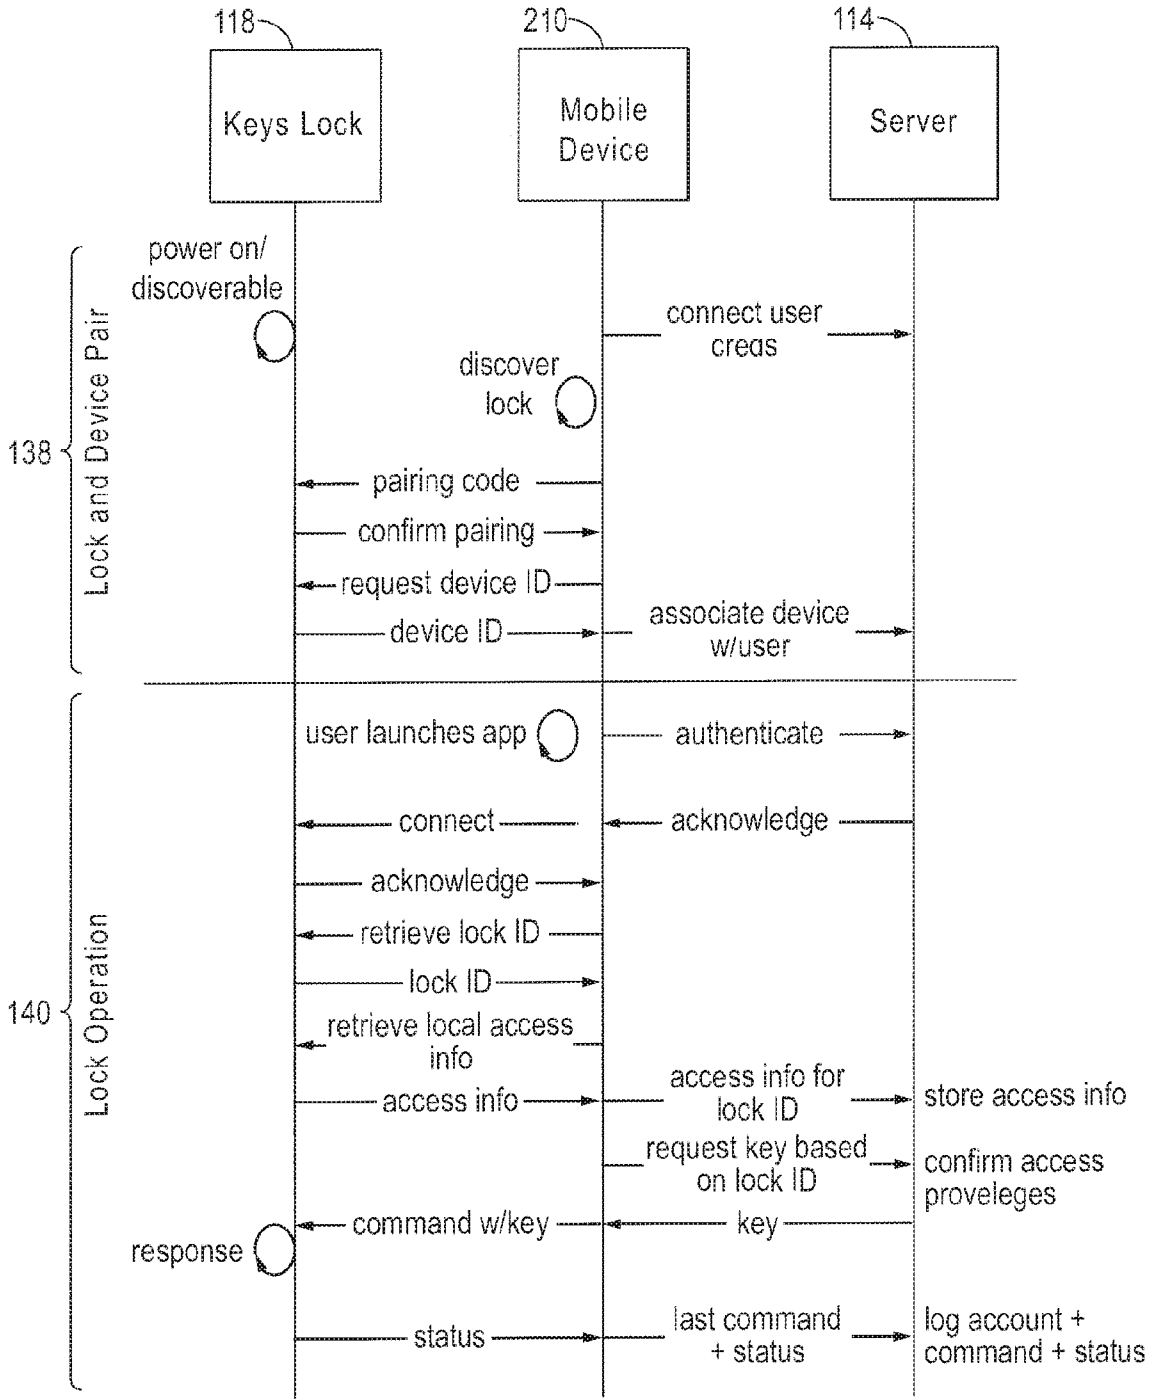 118
210
114
Keys Lock
Mobile
Device
Server
power on/
discoverable
connect user
creas
discover
lock
138
Lock and Device Pair
pairing code
confirm pairing
request device ID
device ID
associate device
w/user
user launches app
authenticate
connect
acknowledge
acknowledge
retrieve lock ID
lock ID
140
Lock Operation
retrieve local access
info
access info
access info for
lock ID
store access info
request key based
on lock ID
confirm access
proveleges
command w/key
key
response
status
last command
+ status
log account +
command + status